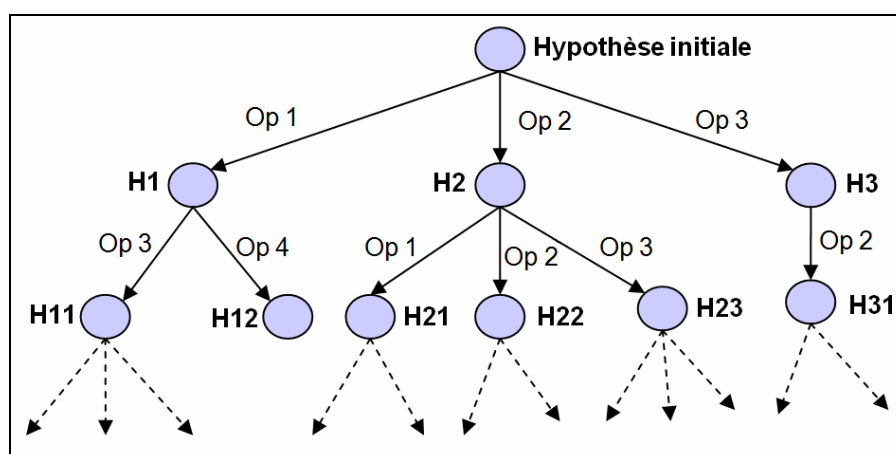 Hypothèse initiale
Op 1
Op 2
Op 3
H1
H2
H3
Op 3
Op 4
Op 1
Op 2
Op 3
Op 2
H11
H12
H21
H22
H23
H31